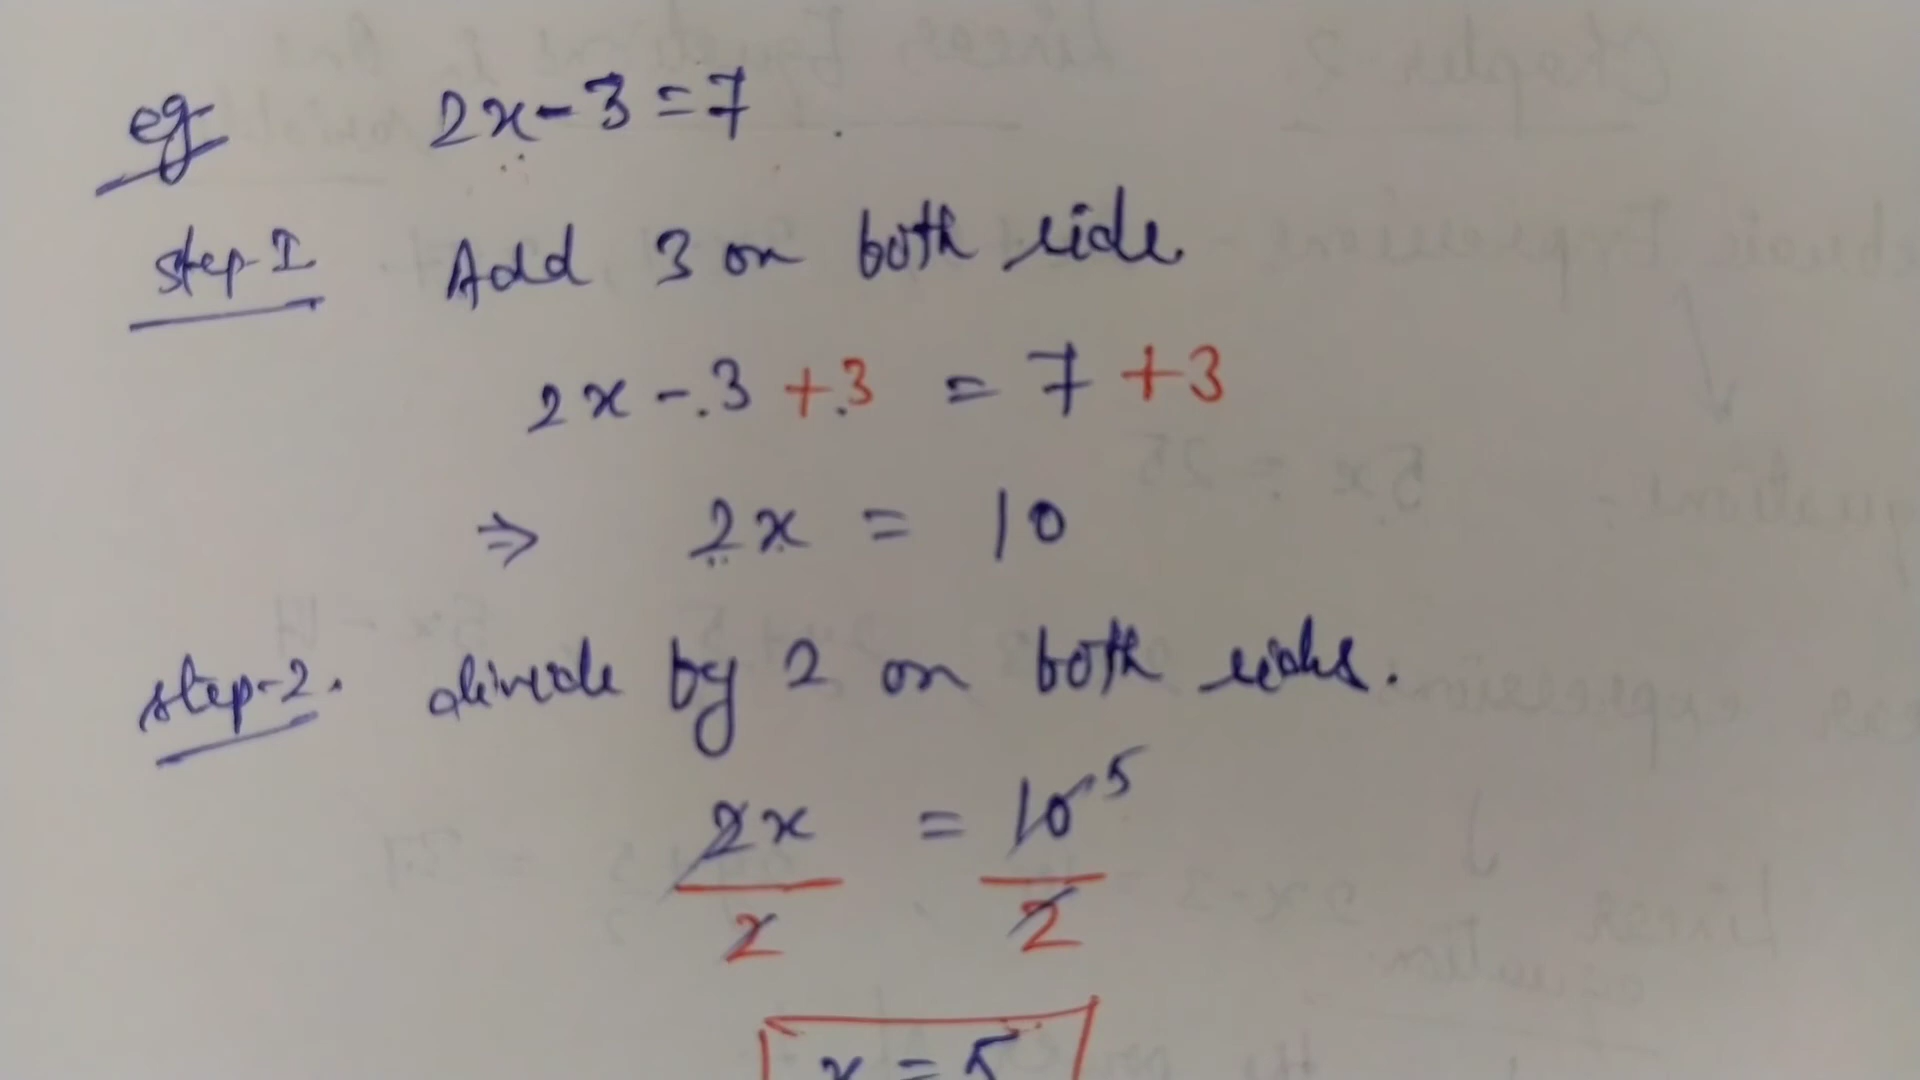 eg 2x - 3 = 7
step-I Add 3 on both side
2x - 3 + 3 = 7 + 3
⇒ 2x = 10
step-2. divide by 2 on both sides.
2x/2 = 10/2 5
x = 5